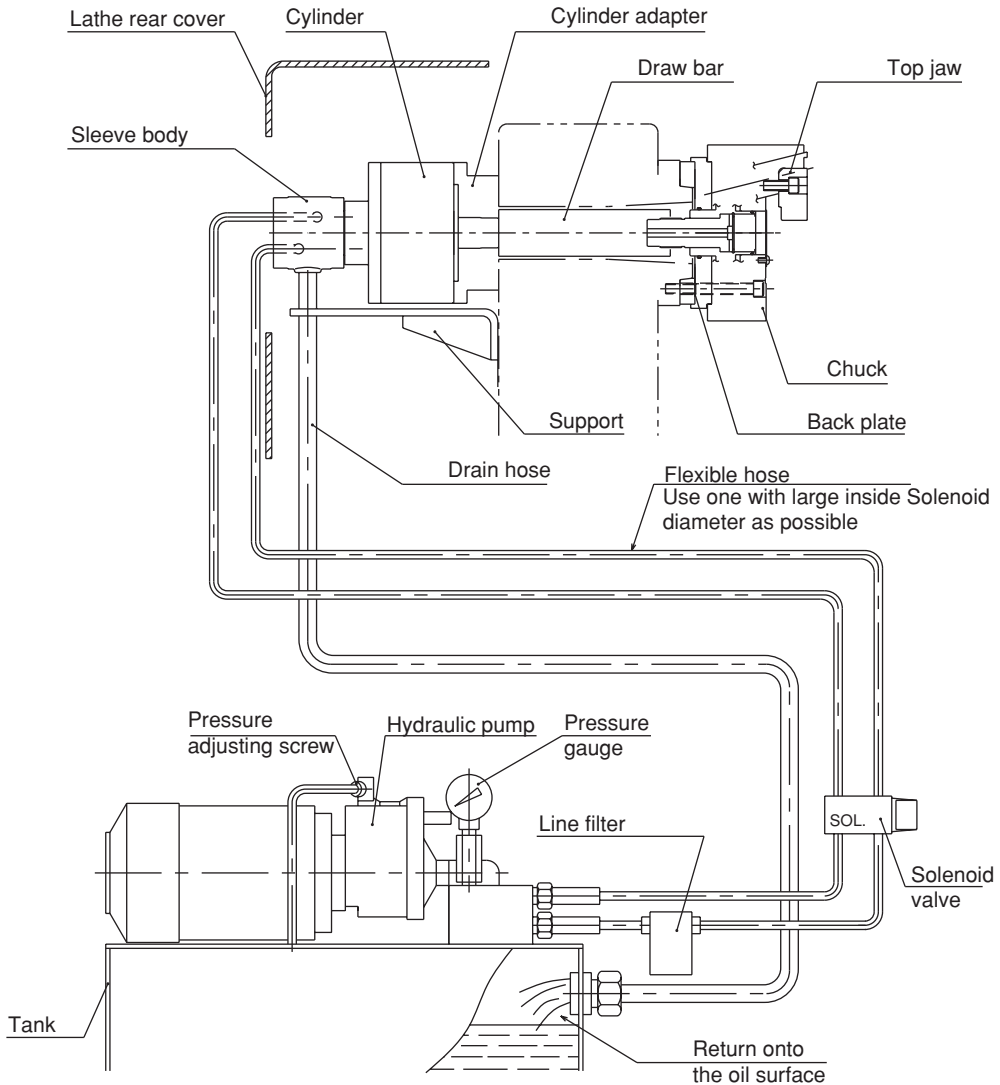 Lathe rear cover
Cylinder
Cylinder adapter
Draw bar
Top jaw
Sleeve body
Chuck
Support
Back plate
Drain hose
Flexible hose
Use one with large inside Solenoid
diameter as possible
Pressure
adjusting screw
Hydraulic pump
Pressure
gauge
Line filter
SOL.
Solenoid
valve
Tank
Return onto
the oil surface